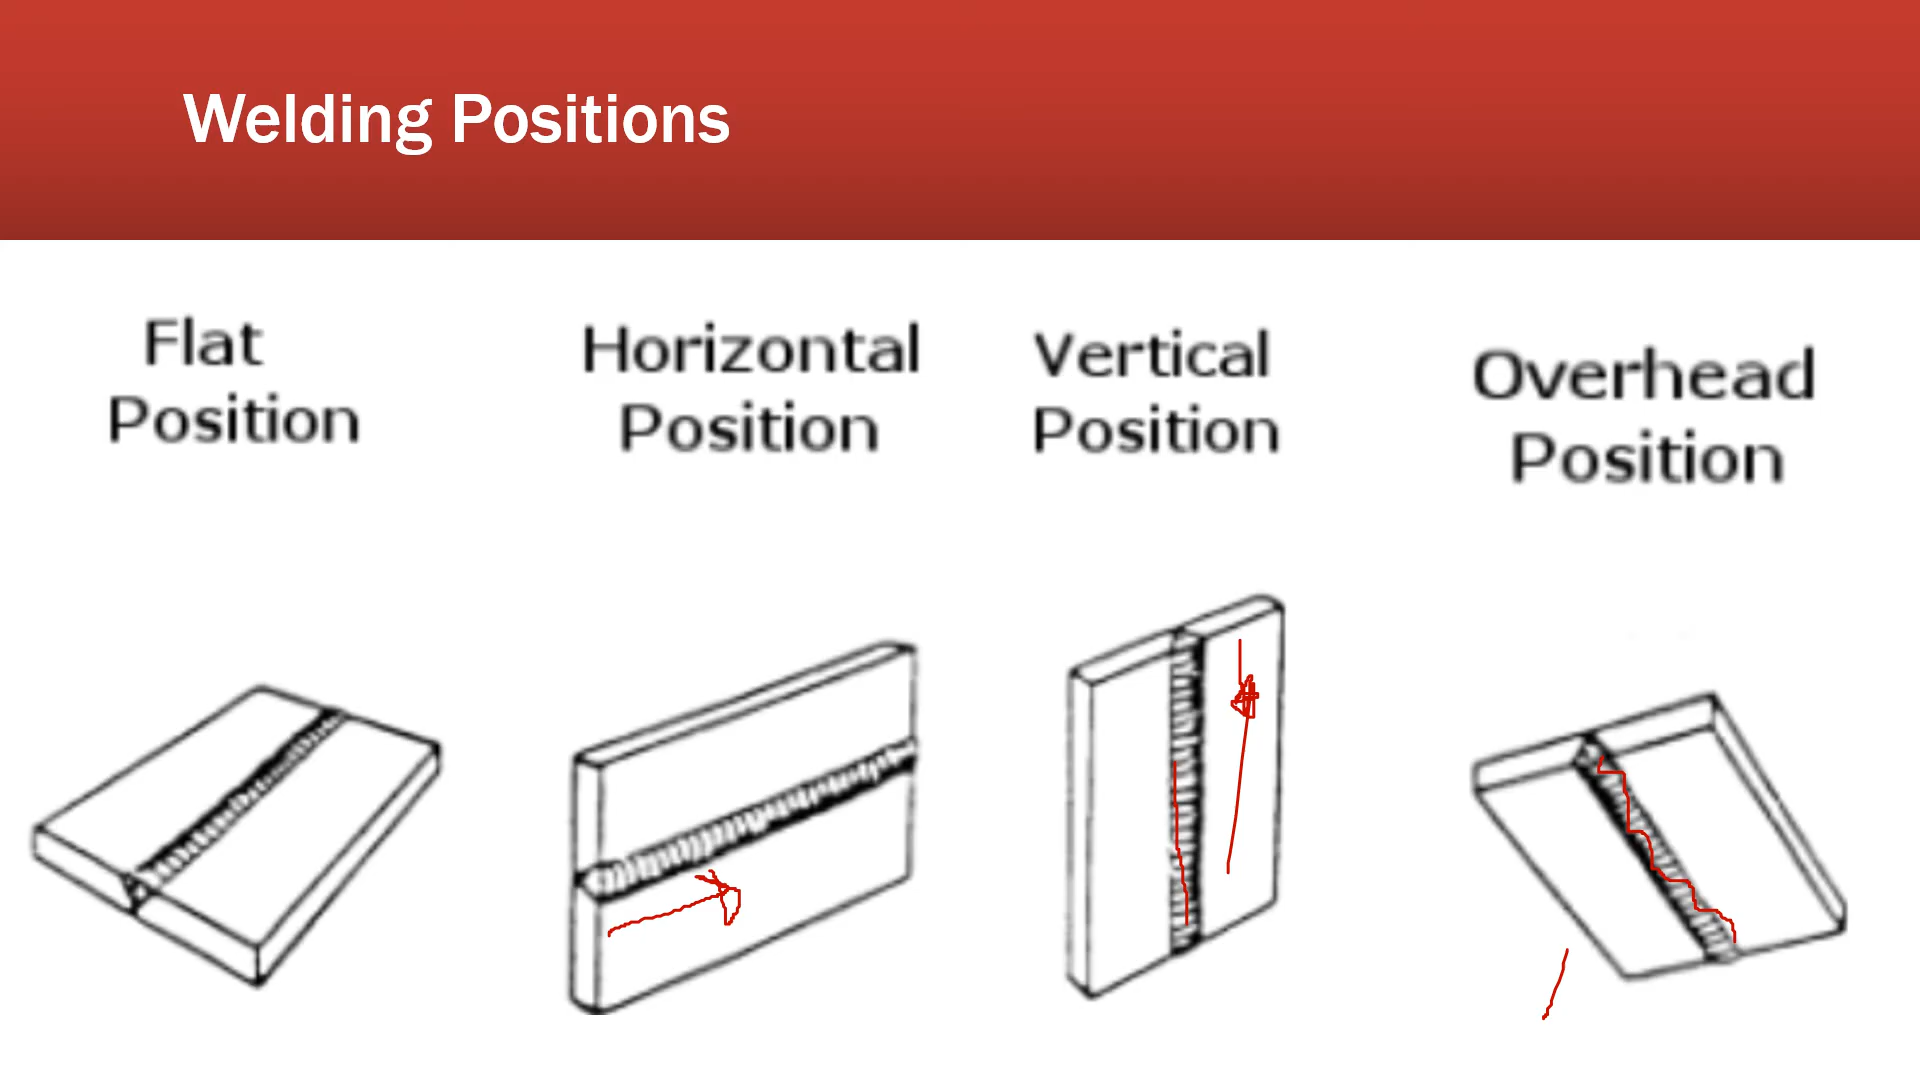 Welding Positions
Flat
Position
Horizontal
Position
Vertical
Position
Overhead
Position